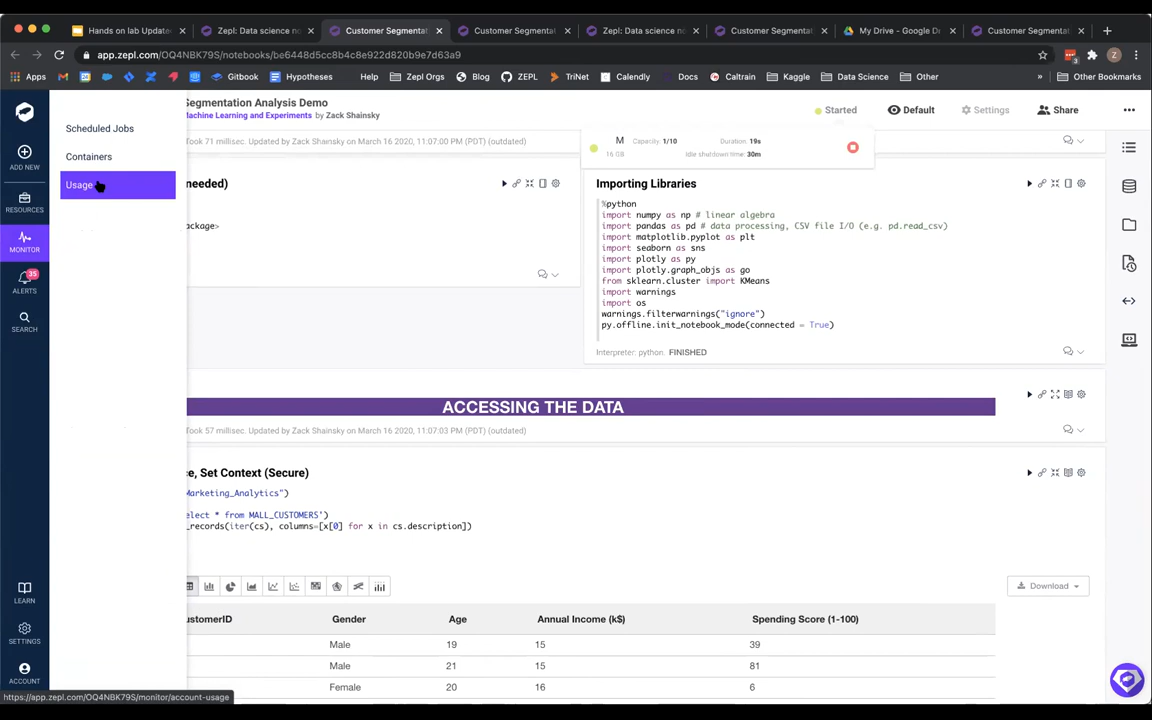 Hands on lab Update
Zepl: Data science no
Customer Segmentati
Customer Segmentat
Zepl: Data science no
Customer Segmentat
My Drive - Google D
Customer Segmentat
app.zepl.com/OQ4NBK79S/notebooks/be6448d5cc8b4c8e922d820b9d7d63a9
Z
Apps
Gitbook
Hypotheses
Help
Zepl Orgs
Blog
ZEPL
TriNet
Calendly
Docs
Caltrain
Kaggle
Data Science
Other
»
Other Bookmarks
ADD NEW
RESOURCES
MONITOR
35
ALERTS
SEARCH
LEARN
SETTINGS
ACCOUNT
Scheduled Jobs
Containers
Usage
Segmentation Analysis Demo
Machine Learning and Experiments by Zack Shainsky
Started
Default
Settings
Share
Took 71 millisec. Updated by Zack Shainsky on March 16 2020, 11:07:00 PM (PDT) (outdated)
M Capacity: 1/10 Duration: 19s
16 GB Idle shutdown time: 30m
needed)
ackage>
Importing Libraries
%python
import numpy as np # linear algebra
import pandas as pd # data processing, CSV file I/O (e.g. pd.read_csv)
import matplotlib.pyplot as plt
import seaborn as sns
import plotly as py
import plotly.graph_objs as go
from sklearn.cluster import KMeans
import warnings
import os
warnings.filterwarnings("ignore")
py.offline.init_notebook_mode(connected = True)
Interpreter: python. FINISHED
ACCESSING THE DATA
Took 57 millisec. Updated by Zack Shainsky on March 16 2020, 11:07:03 PM (PDT) (outdated)
ce, Set Context (Secure)
Marketing_Analytics")
elect * from MALL_CUSTOMERS')
_records(iter(cs), columns=[x[0] for x in cs.description])
Download
ustomerID Gender Age Annual Income (k$) Spending Score (1-100)
Male 19 15 39
Male 21 15 81
Female 20 16 6
https://app.zepl.com/OQ4NBK79S/monitor/account-usage